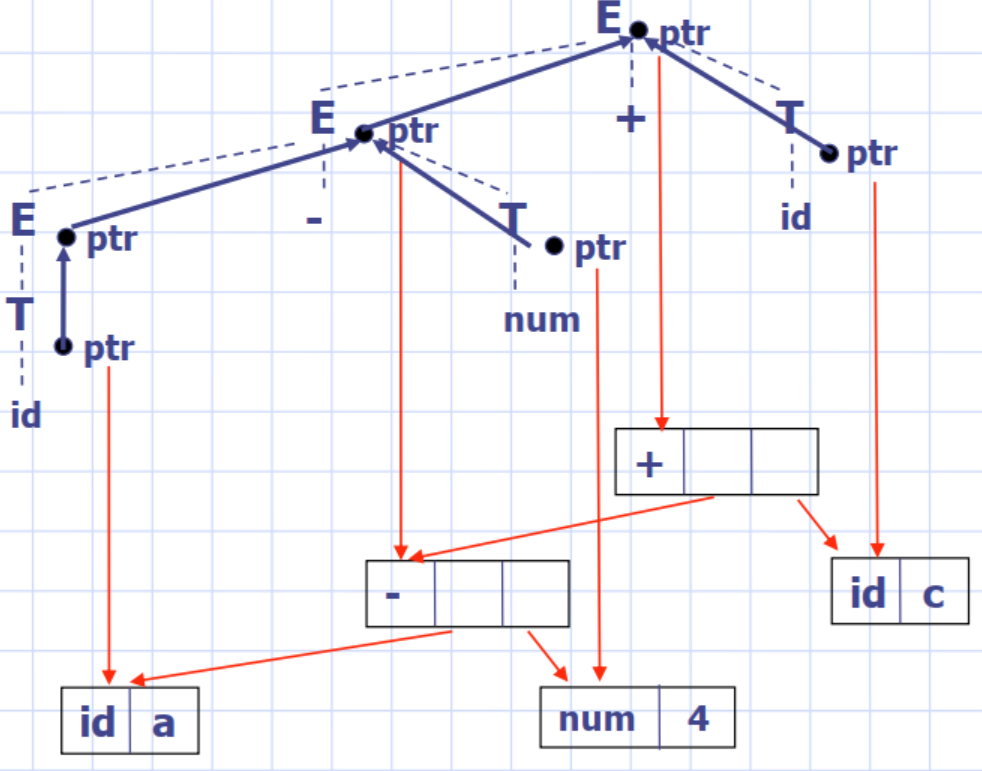 E ptr
E ptr + T ptr
E ptr - T ptr id
T ptr num
id
+
- id c
id a num 4